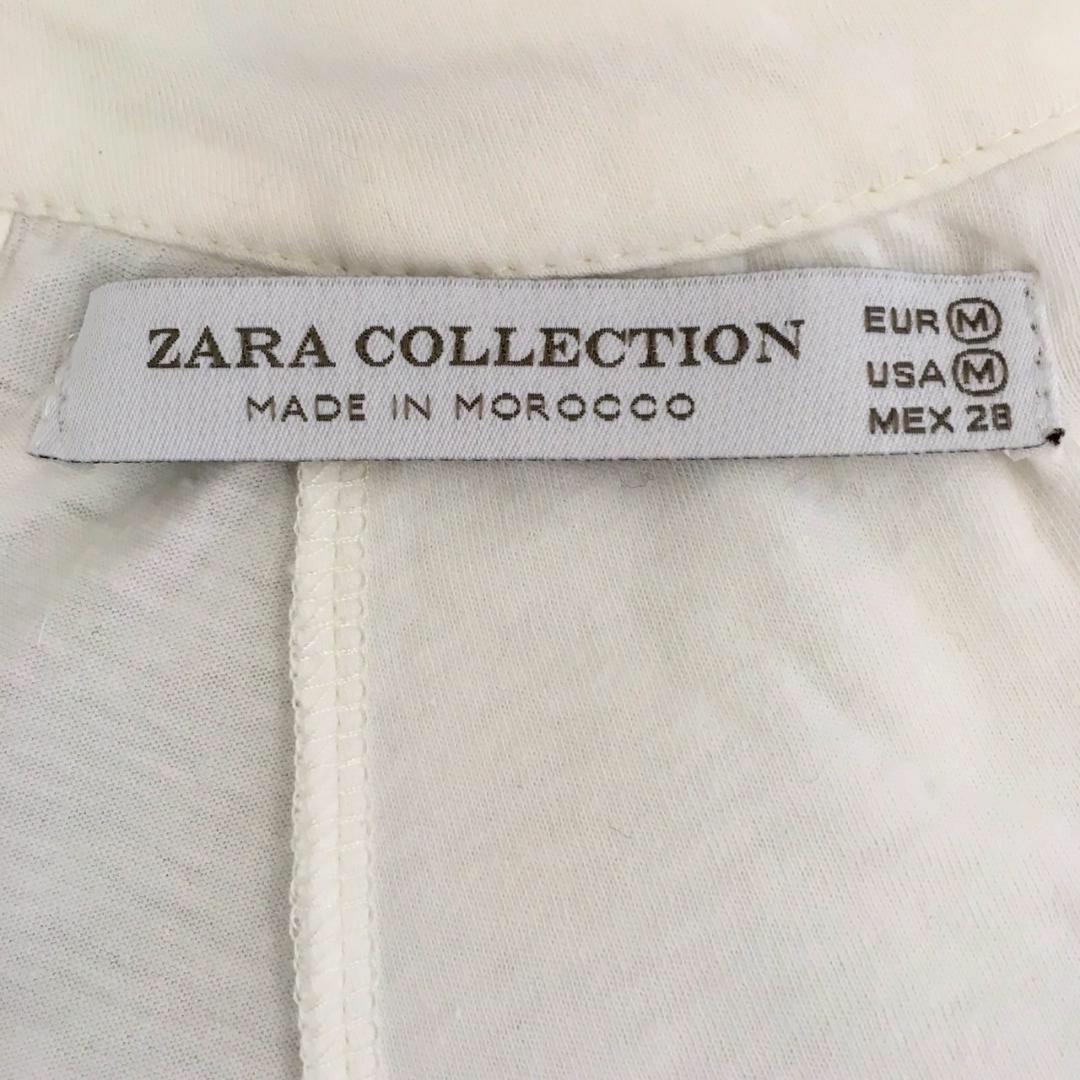 ZARA COLLECTION
MADE IN MOROCCO
EUR M
USA M
MEX 28